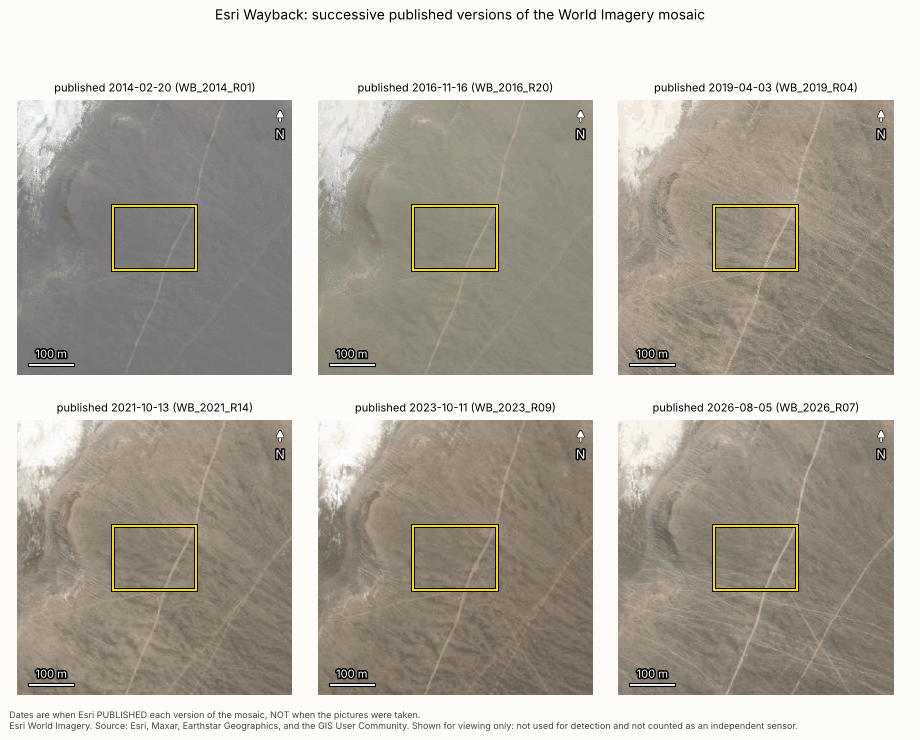 Esri Wayback: successive published versions of the World Imagery mosaic
published 2014-02-20 (WB_2014_R01)
published 2016-11-16 (WB_2016_R20)
published 2019-04-03 (WB_2019_R04)
N
N
N
100 m
100 m
100 m
published 2021-10-13 (WB_2021_R14)
published 2023-10-11 (WB_2023_R09)
published 2026-08-05 (WB_2026_R07)
N
N
N
100 m
100 m
100 m
Dates are when Esri PUBLISHED each version of the mosaic, NOT when the pictures were taken.
Esri World Imagery. Source: Esri, Maxar, Earthstar Geographics, and the GIS User Community. Shown for viewing only: not used for detection and not counted as an independent sensor.